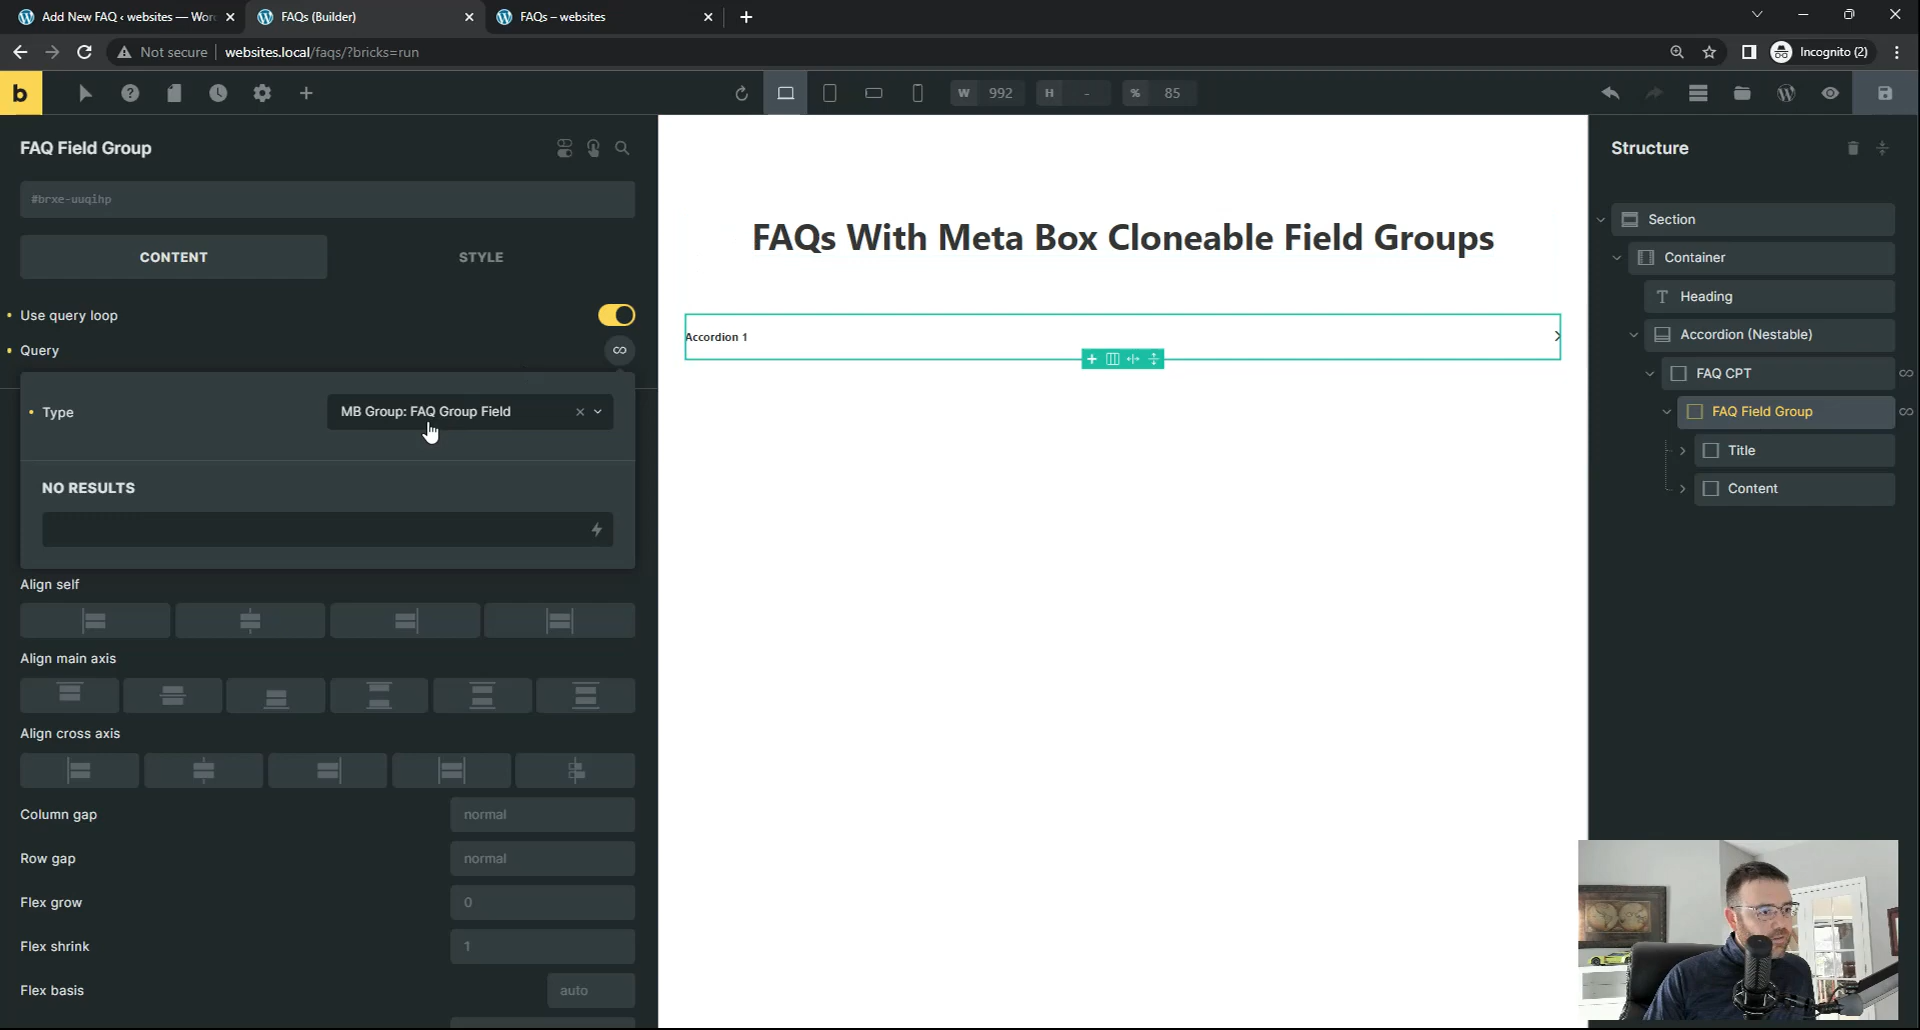 Add New FAQ ‹ websites — Wor
FAQs (Builder)
FAQs – websites
Not secure
websites.local/faqs/?bricks=run
Incognito (2)
b
W 992
H -
% 85
FAQ Field Group
#brxe-uuqihp
CONTENT
STYLE
Use query loop
Query
Type
MB Group: FAQ Group Field
NO RESULTS
Align self
Align main axis
Align cross axis
Column gap
normal
Row gap
normal
Flex grow
0
Flex shrink
1
Flex basis
auto
FAQs With Meta Box Cloneable Field Groups
Accordion 1
Structure
Section
Container
Heading
Accordion (Nestable)
FAQ CPT
FAQ Field Group
Title
Content